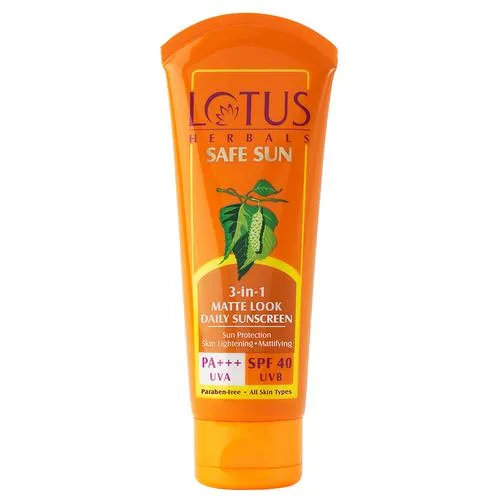 LOTUS
HERBALS
SAFE SUN
3-in-1
MATTE LOOK
DAILY SUNSCREEN
Sun Protection
Skin Lightening • Mattifying
PA+++ SPF 40
UVA UVB
Paraben-Free • All Skin Types